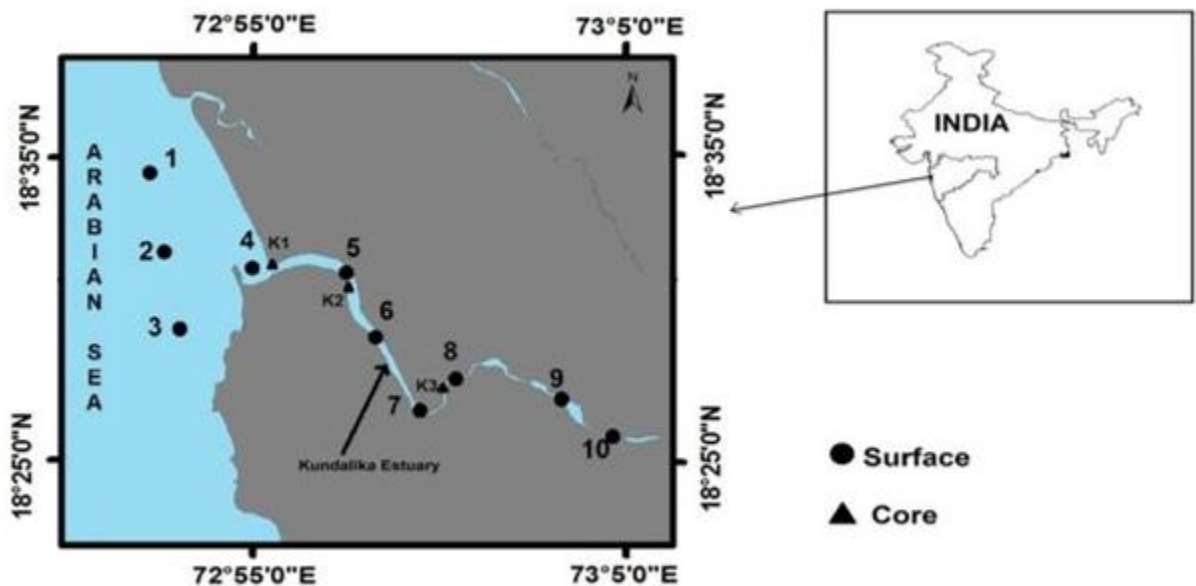 72°55'0"E
73°5'0"E
18°35'0"N
18°35'0"N
N
INDIA
ARABIAN SEA
1
2
3
4
K1
5
K2
6
7
K3
8
9
10
Kundalika Estuary
18°25'0"N
18°25'0"N
Surface
Core
72°55'0"E
73°5'0"E